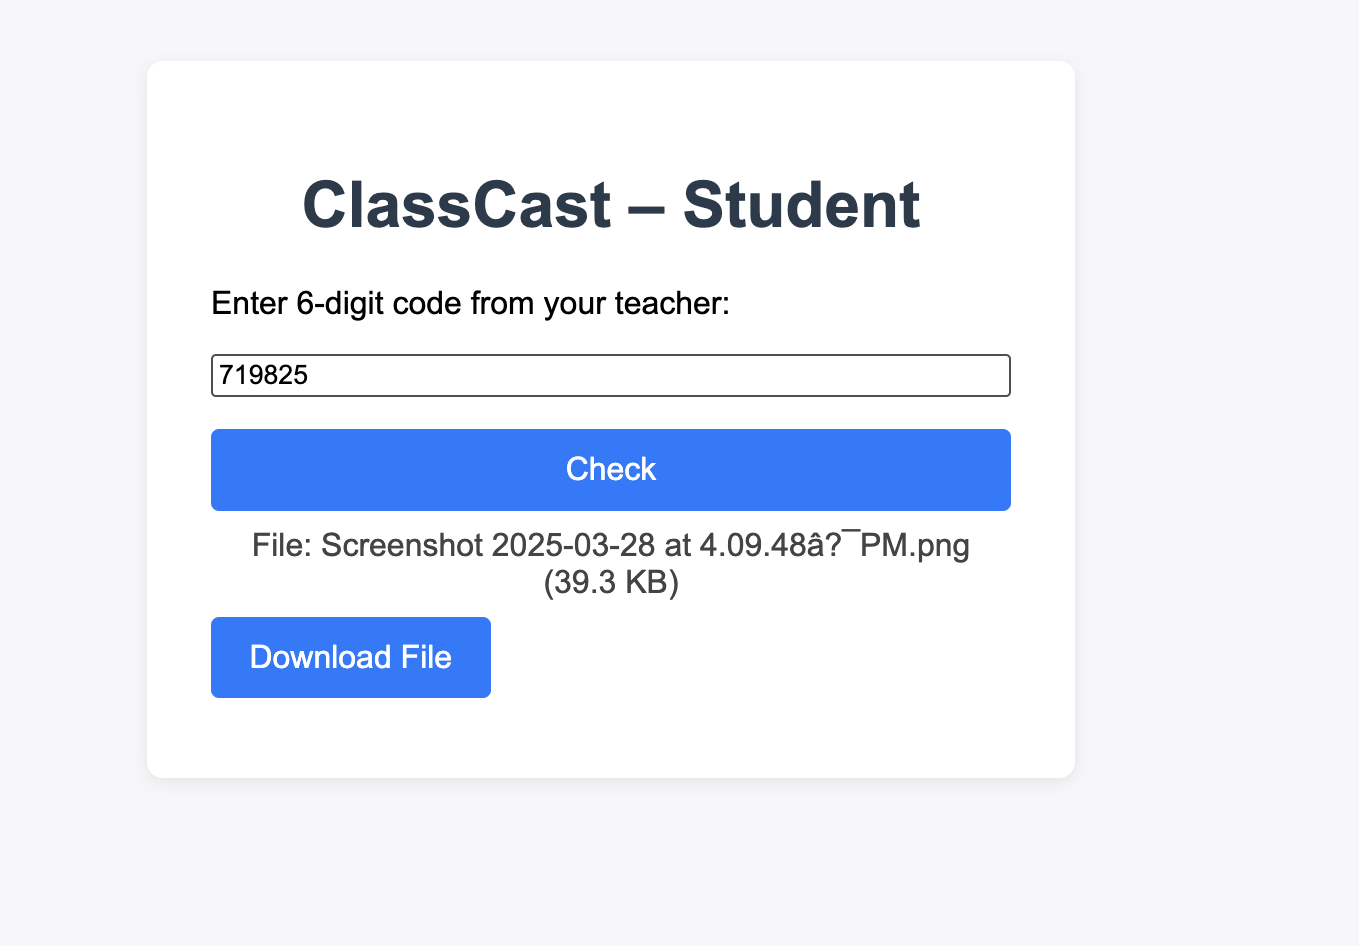 ClassCast – Student
Enter 6-digit code from your teacher:
719825
Check
File: Screenshot 2025-03-28 at 4.09.48â?¯PM.png
(39.3 KB)
Download File